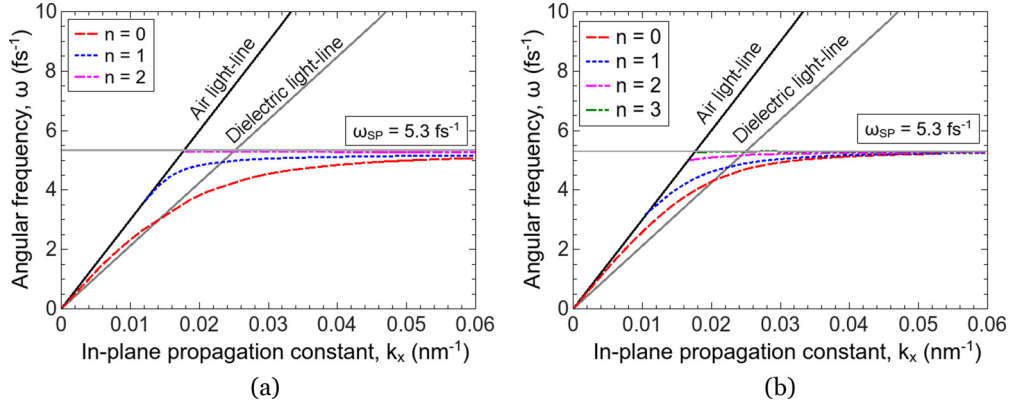 10
8
6
4
2
0
Angular frequency, ω (fs⁻¹)
n = 0
n = 1
n = 2
Air light-line
Dielectric light-line
ω_SP = 5.3 fs⁻¹
0 0.01 0.02 0.03 0.04 0.05 0.06
In-plane propagation constant, k_x (nm⁻¹)
(a)
10
8
6
4
2
0
Angular frequency, ω (fs⁻¹)
n = 0
n = 1
n = 2
n = 3
Air light-line
Dielectric light-line
ω_SP = 5.3 fs⁻¹
0 0.01 0.02 0.03 0.04 0.05 0.06
In-plane propagation constant, k_x (nm⁻¹)
(b)